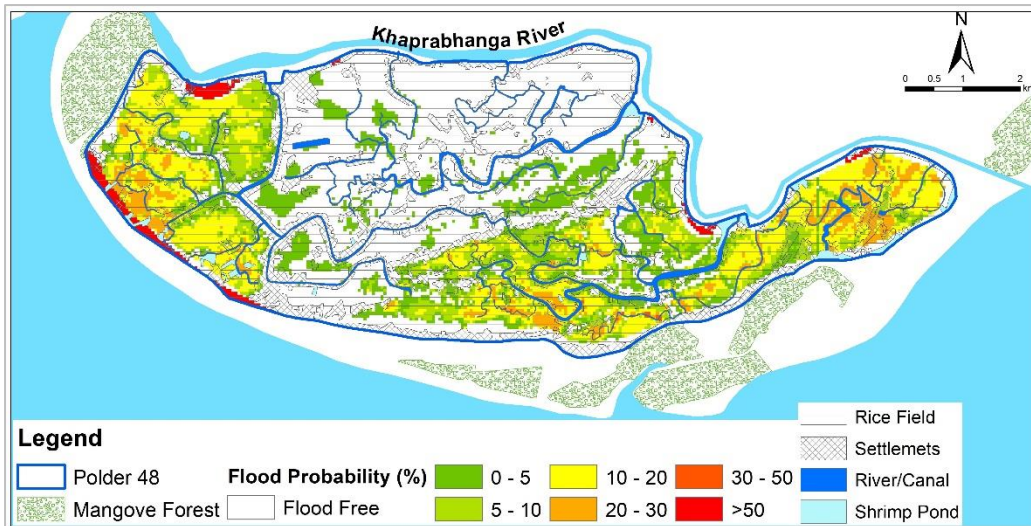 Khaprabhanga River
N
0 0.5 1 2
km
Legend
Polder 48
Mangove Forest
Flood Probability (%)
Flood Free
0 - 5
5 - 10
10 - 20
20 - 30
30 - 50
>50
Rice Field
Settlemets
River/Canal
Shrimp Pond